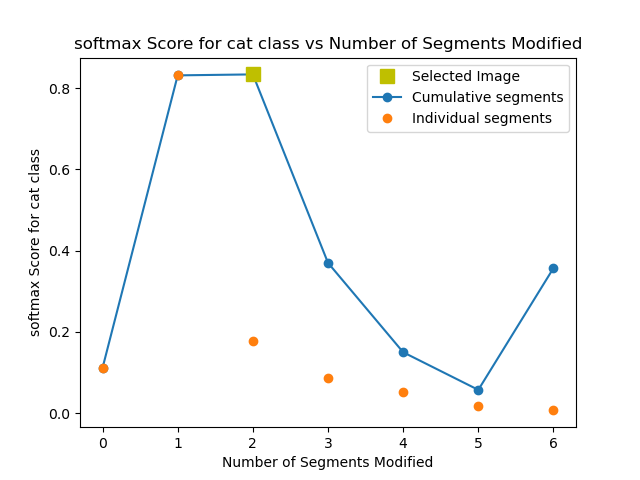 softmax Score for cat class vs Number of Segments Modified
Selected Image
Cumulative segments
Individual segments
softmax Score for cat class
0.8
0.6
0.4
0.2
0.0
0 1 2 3 4 5 6
Number of Segments Modified